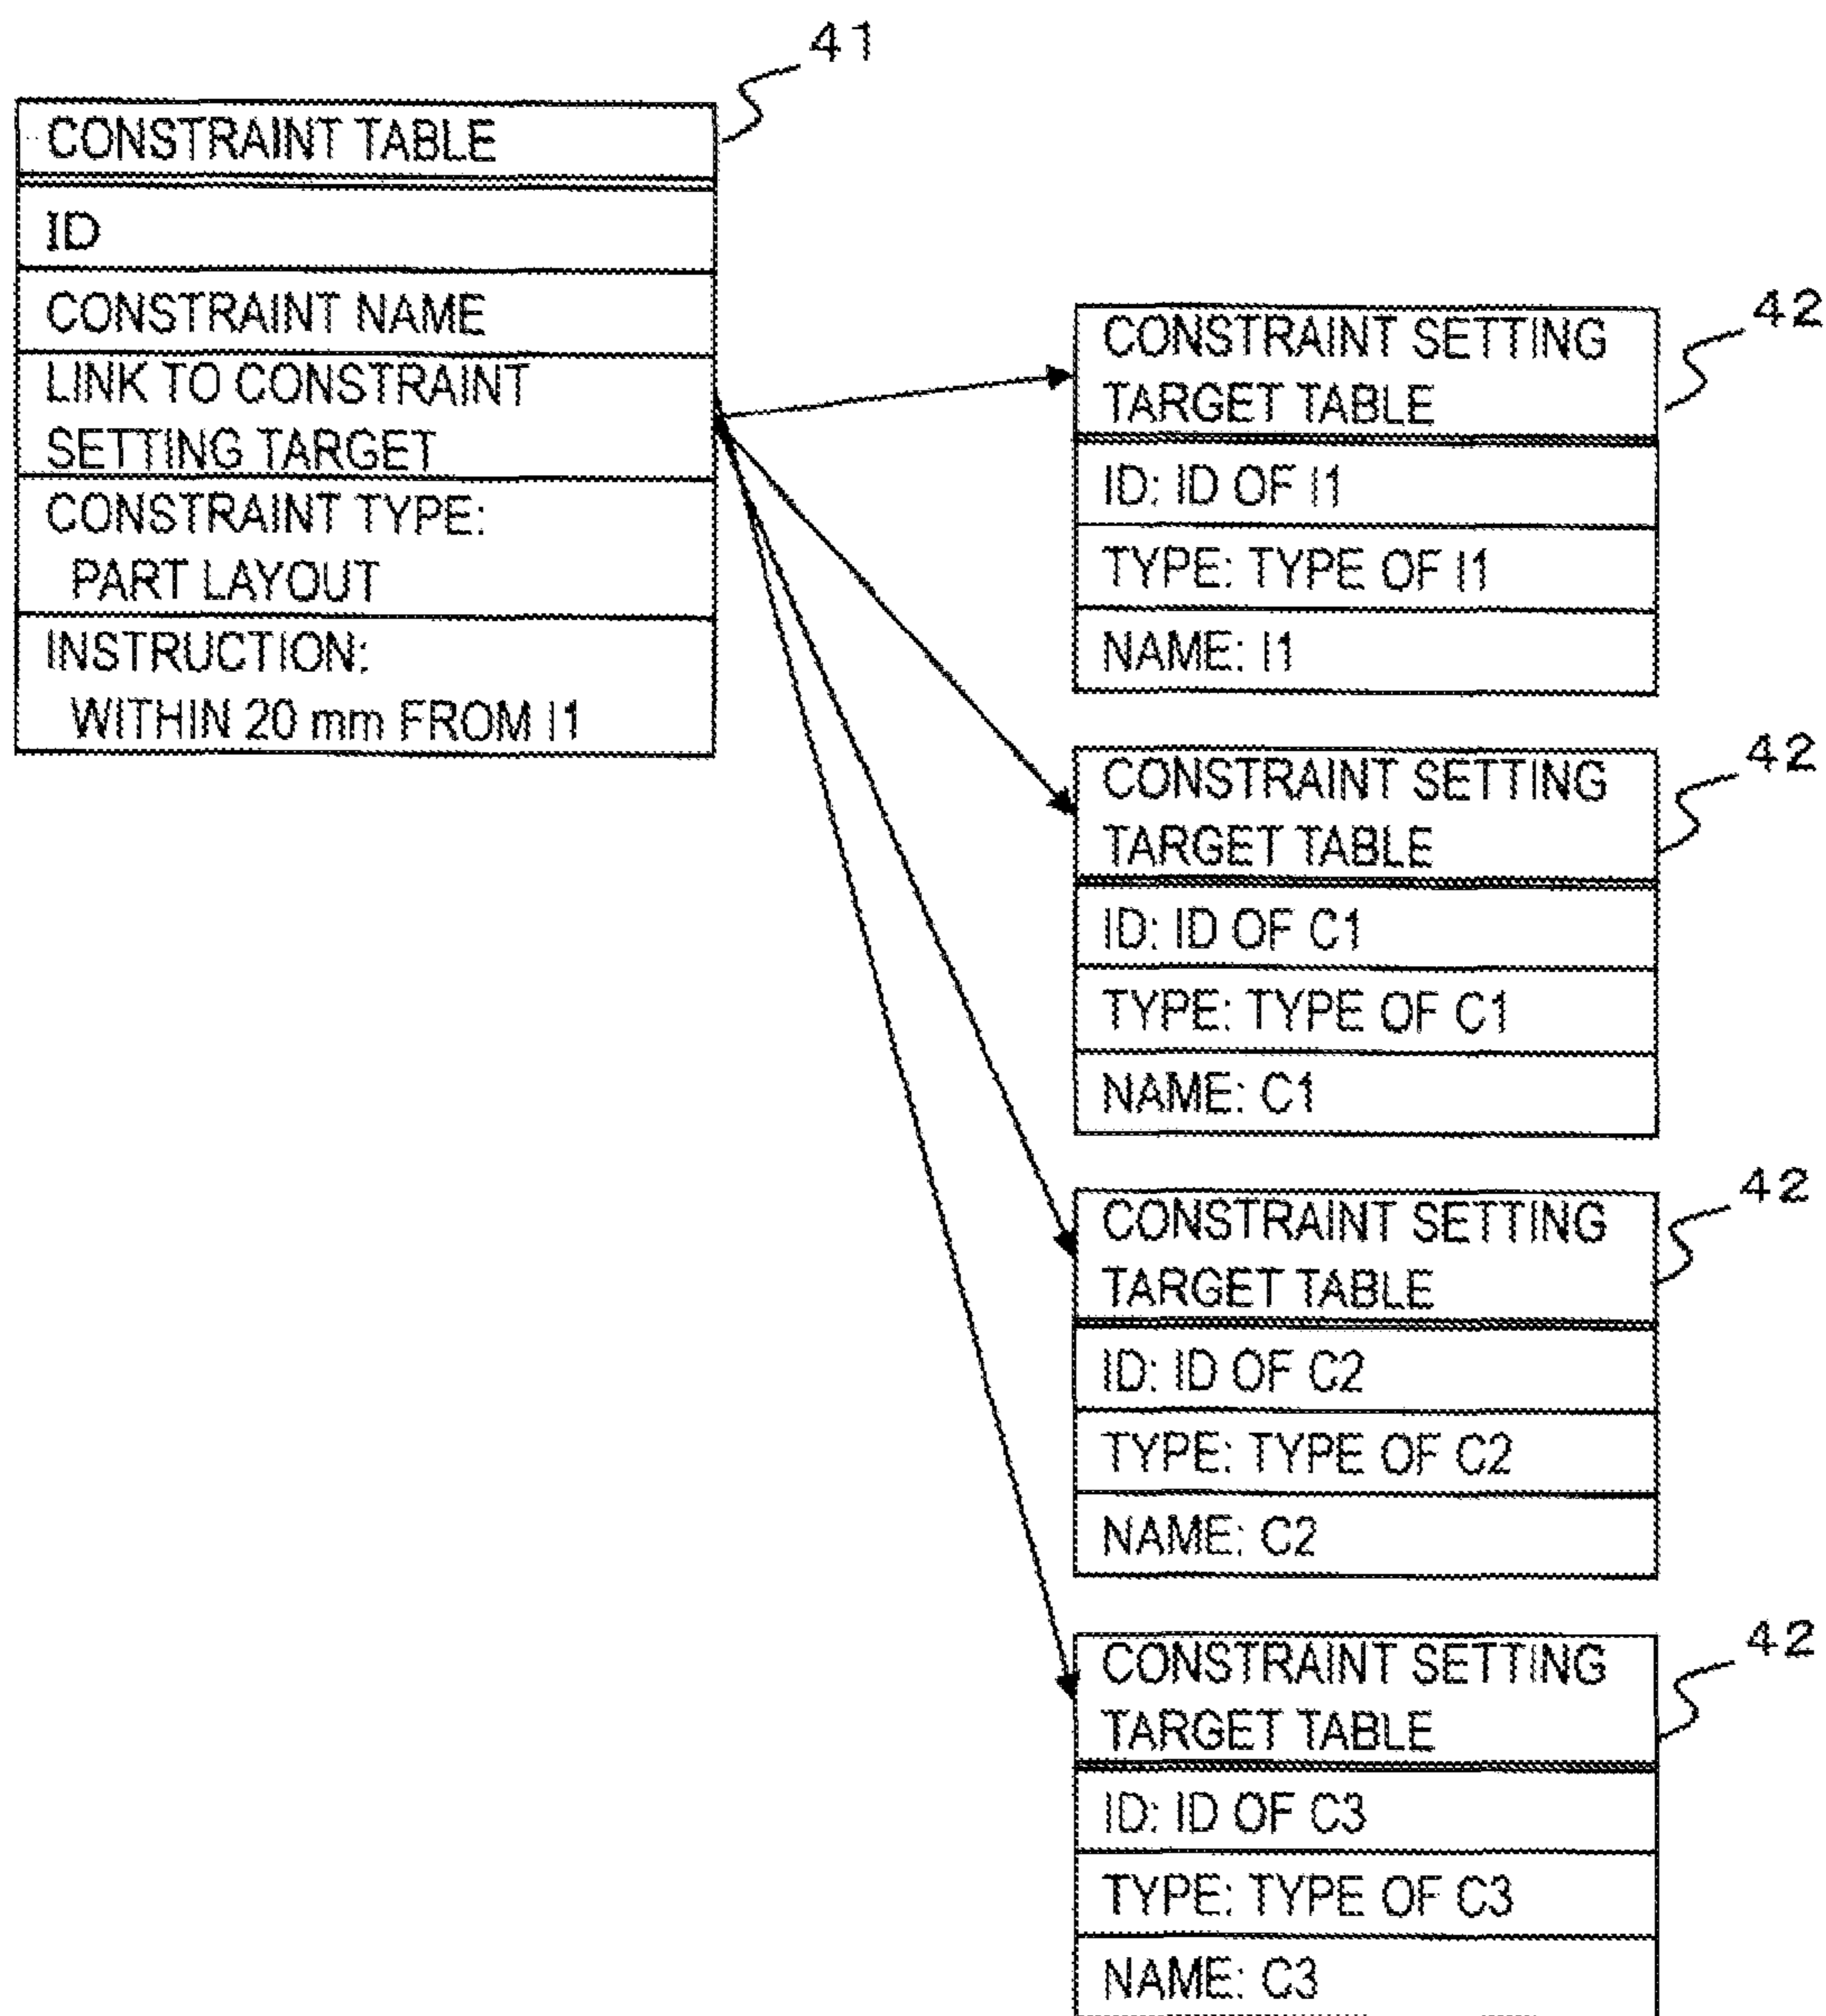 41
CONSTRAINT TABLE
ID
CONSTRAINT NAME
LINK TO CONSTRAINT
SETTING TARGET
CONSTRAINT TYPE:
PART LAYOUT
INSTRUCTION:
WITHIN 20 mm FROM I1
42
CONSTRAINT SETTING
TARGET TABLE
ID: ID OF I1
TYPE: TYPE OF I1
NAME: I1
42
CONSTRAINT SETTING
TARGET TABLE
ID: ID OF C1
TYPE: TYPE OF C1
NAME: C1
42
CONSTRAINT SETTING
TARGET TABLE
ID: ID OF C2
TYPE: TYPE OF C2
NAME: C2
42
CONSTRAINT SETTING
TARGET TABLE
ID: ID OF C3
TYPE: TYPE OF C3
NAME: C3